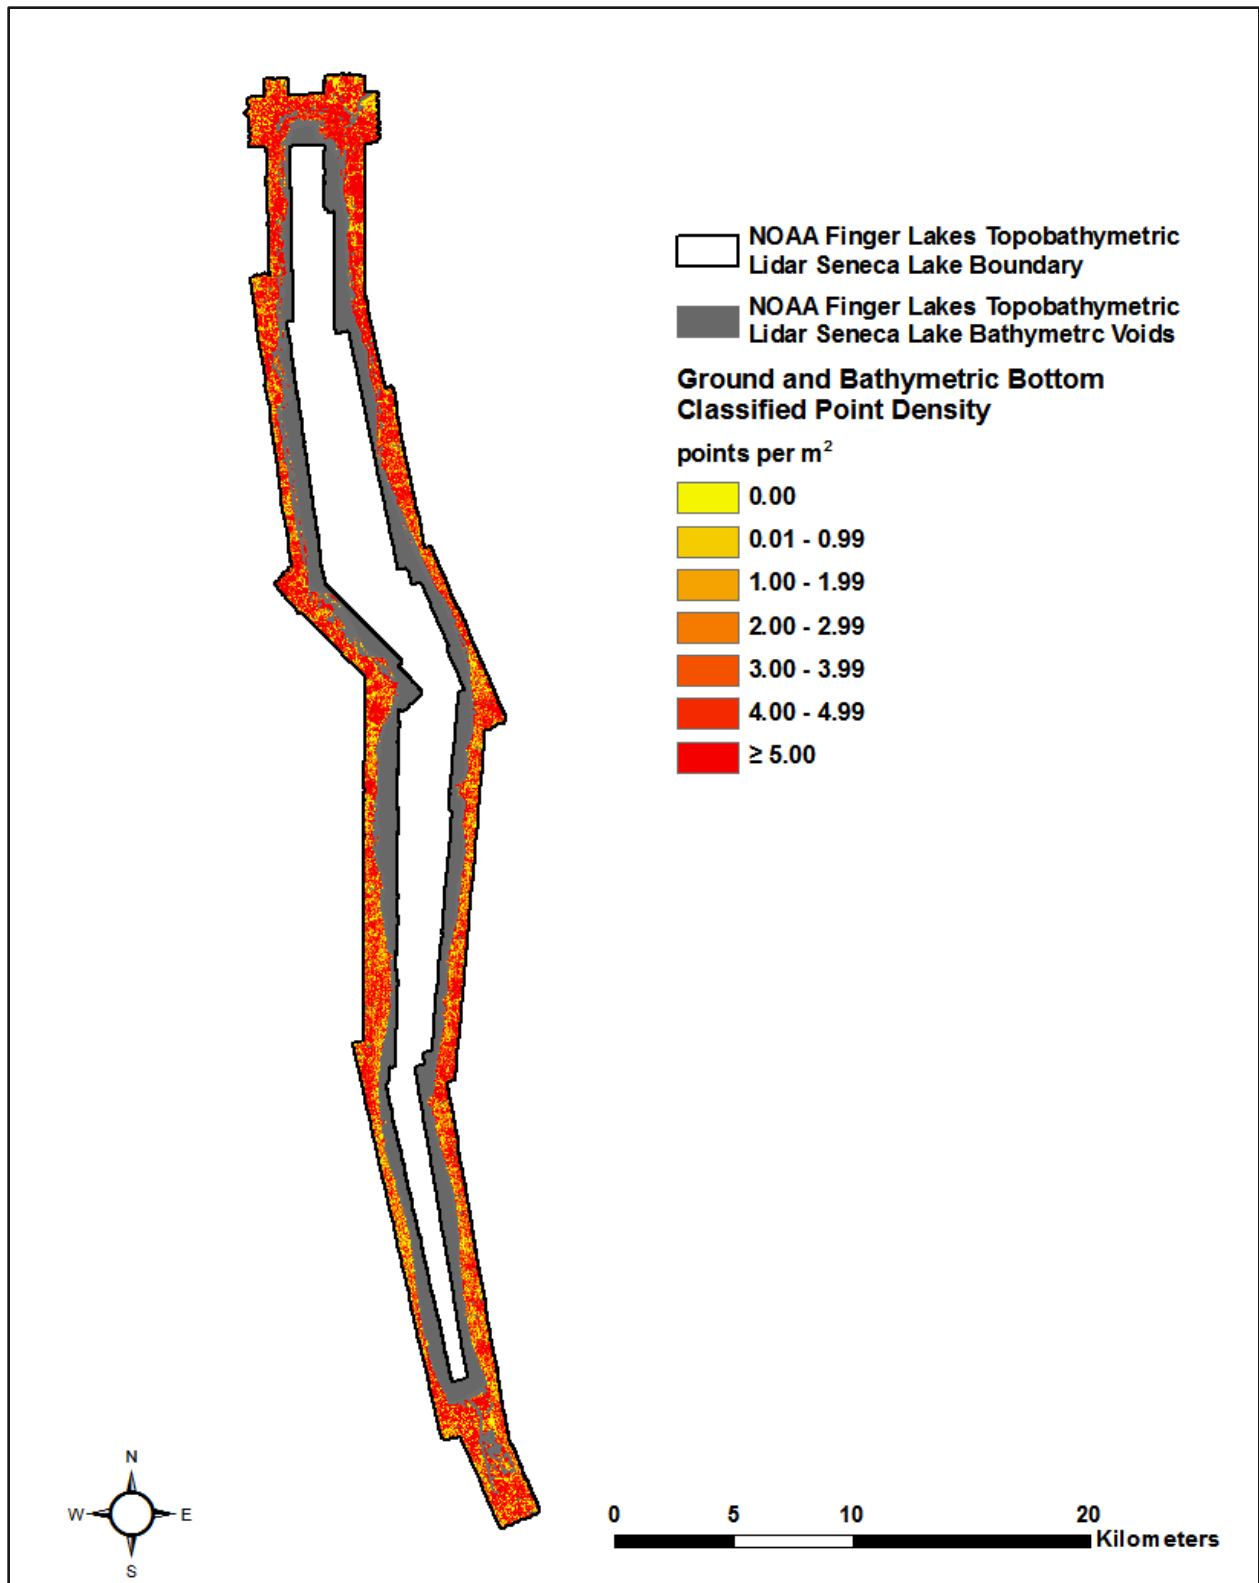 NOAA Finger Lakes Topobathymetric
Lidar Seneca Lake Boundary
NOAA Finger Lakes Topobathymetric
Lidar Seneca Lake Bathymetrc Voids
Ground and Bathymetric Bottom
Classified Point Density
points per m²
0.00
0.01 - 0.99
1.00 - 1.99
2.00 - 2.99
3.00 - 3.99
4.00 - 4.99
≥ 5.00
N
W E
S
0 5 10 20
Kilometers